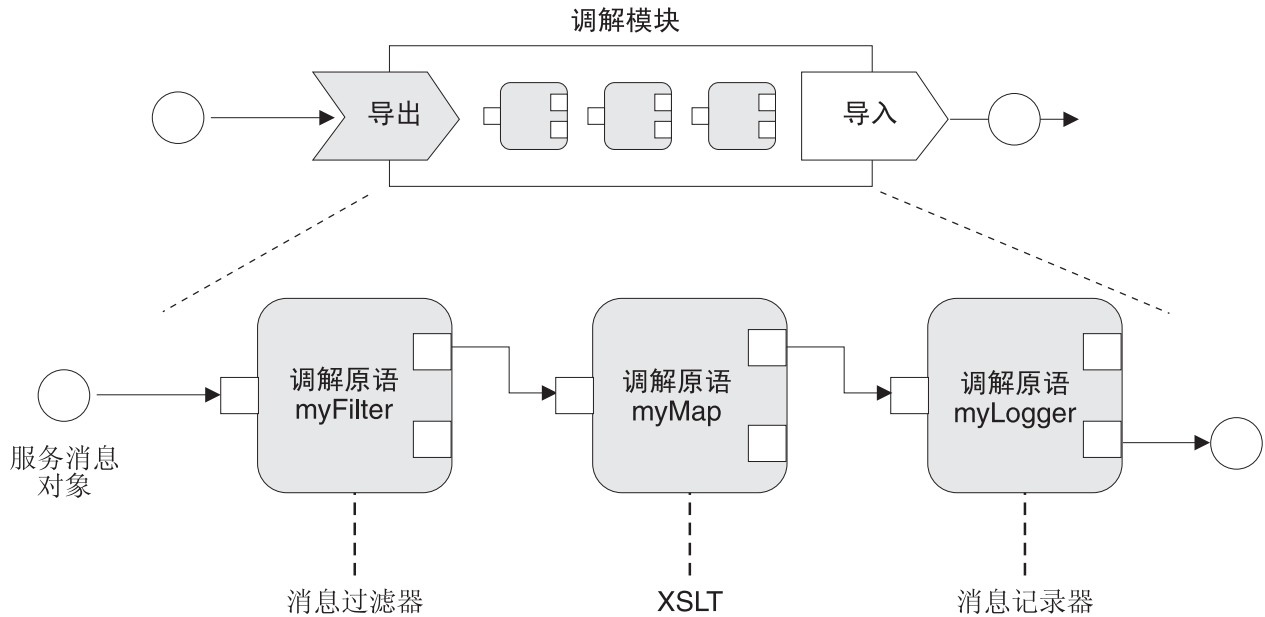 调解模块
导出
导入
调解原语
myFilter
调解原语
myMap
调解原语
myLogger
服务消息
对象
消息过滤器
XSLT
消息记录器